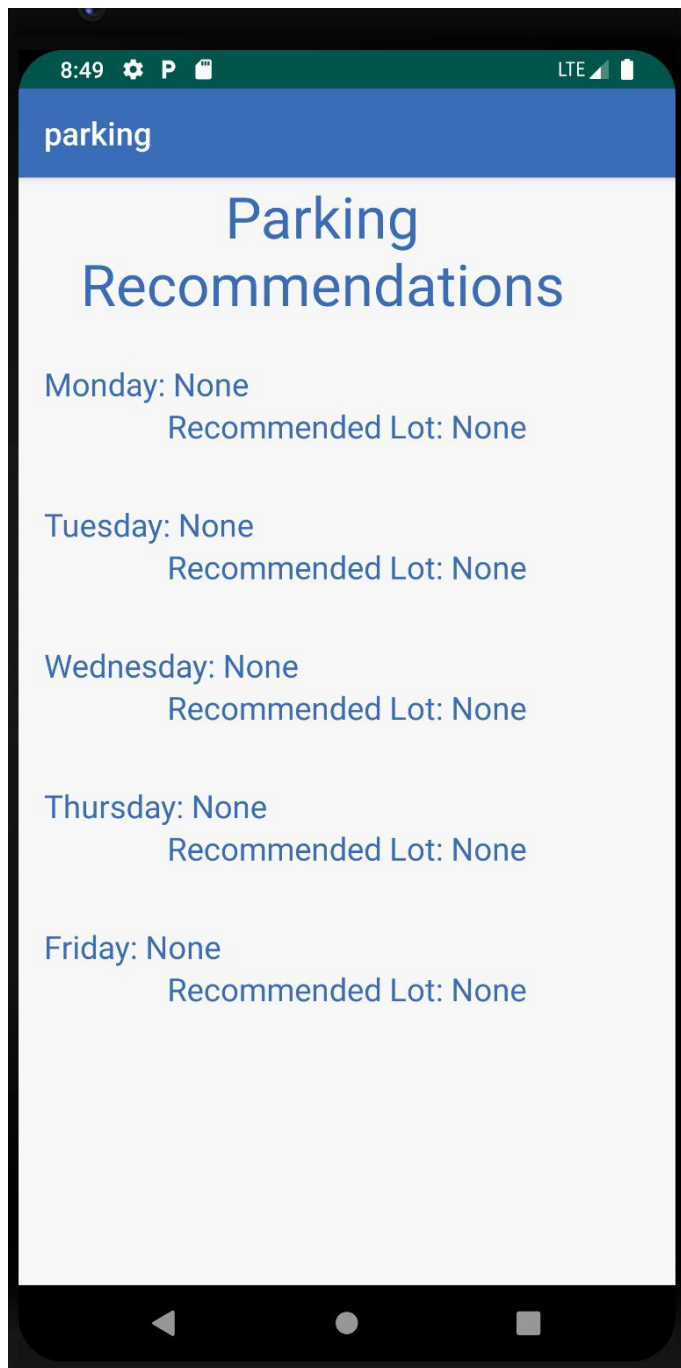 8:49 P LTE
parking
Parking
Recommendations
Monday: None
Recommended Lot: None
Tuesday: None
Recommended Lot: None
Wednesday: None
Recommended Lot: None
Thursday: None
Recommended Lot: None
Friday: None
Recommended Lot: None